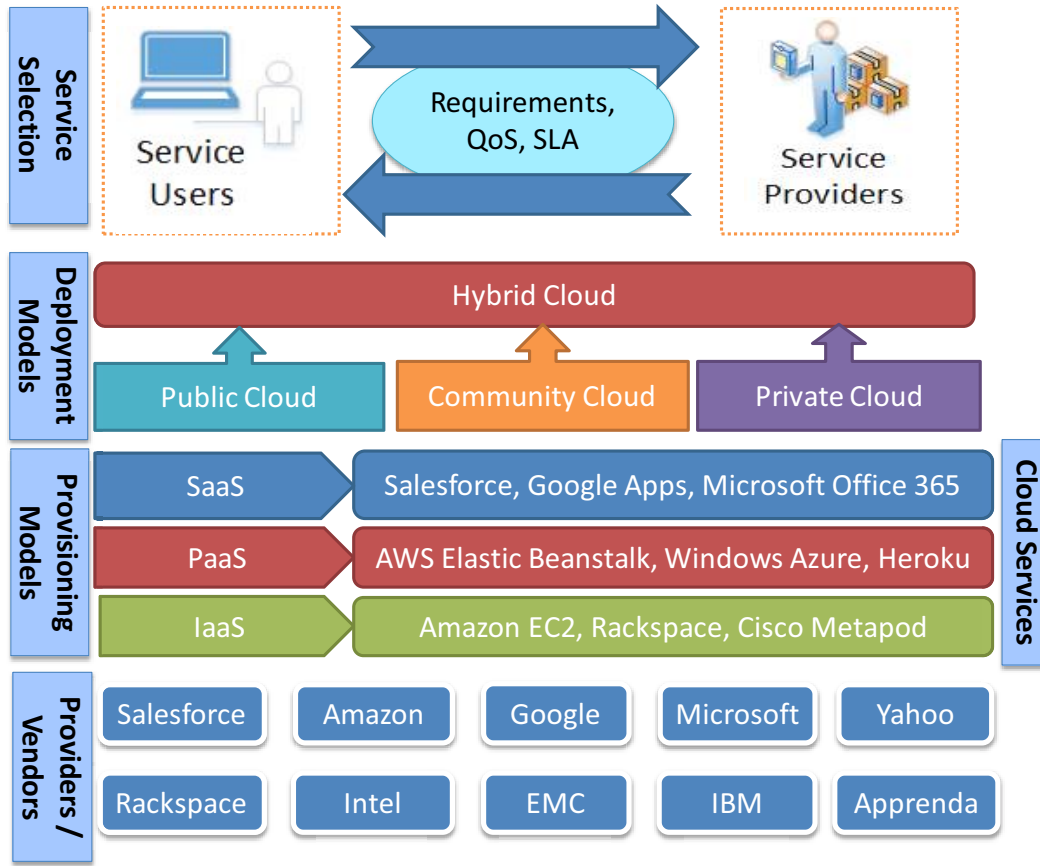 Service
Selection
Service
Users
Requirements,
QoS, SLA
Service
Providers
Deployment
Models
Hybrid Cloud
Public Cloud
Community Cloud
Private Cloud
Provisioning
Models
SaaS
Salesforce, Google Apps, Microsoft Office 365
PaaS
AWS Elastic Beanstalk, Windows Azure, Heroku
IaaS
Amazon EC2, Rackspace, Cisco Metapod
Cloud Services
Providers /
Vendors
Salesforce
Amazon
Google
Microsoft
Yahoo
Rackspace
Intel
EMC
IBM
Apprenda